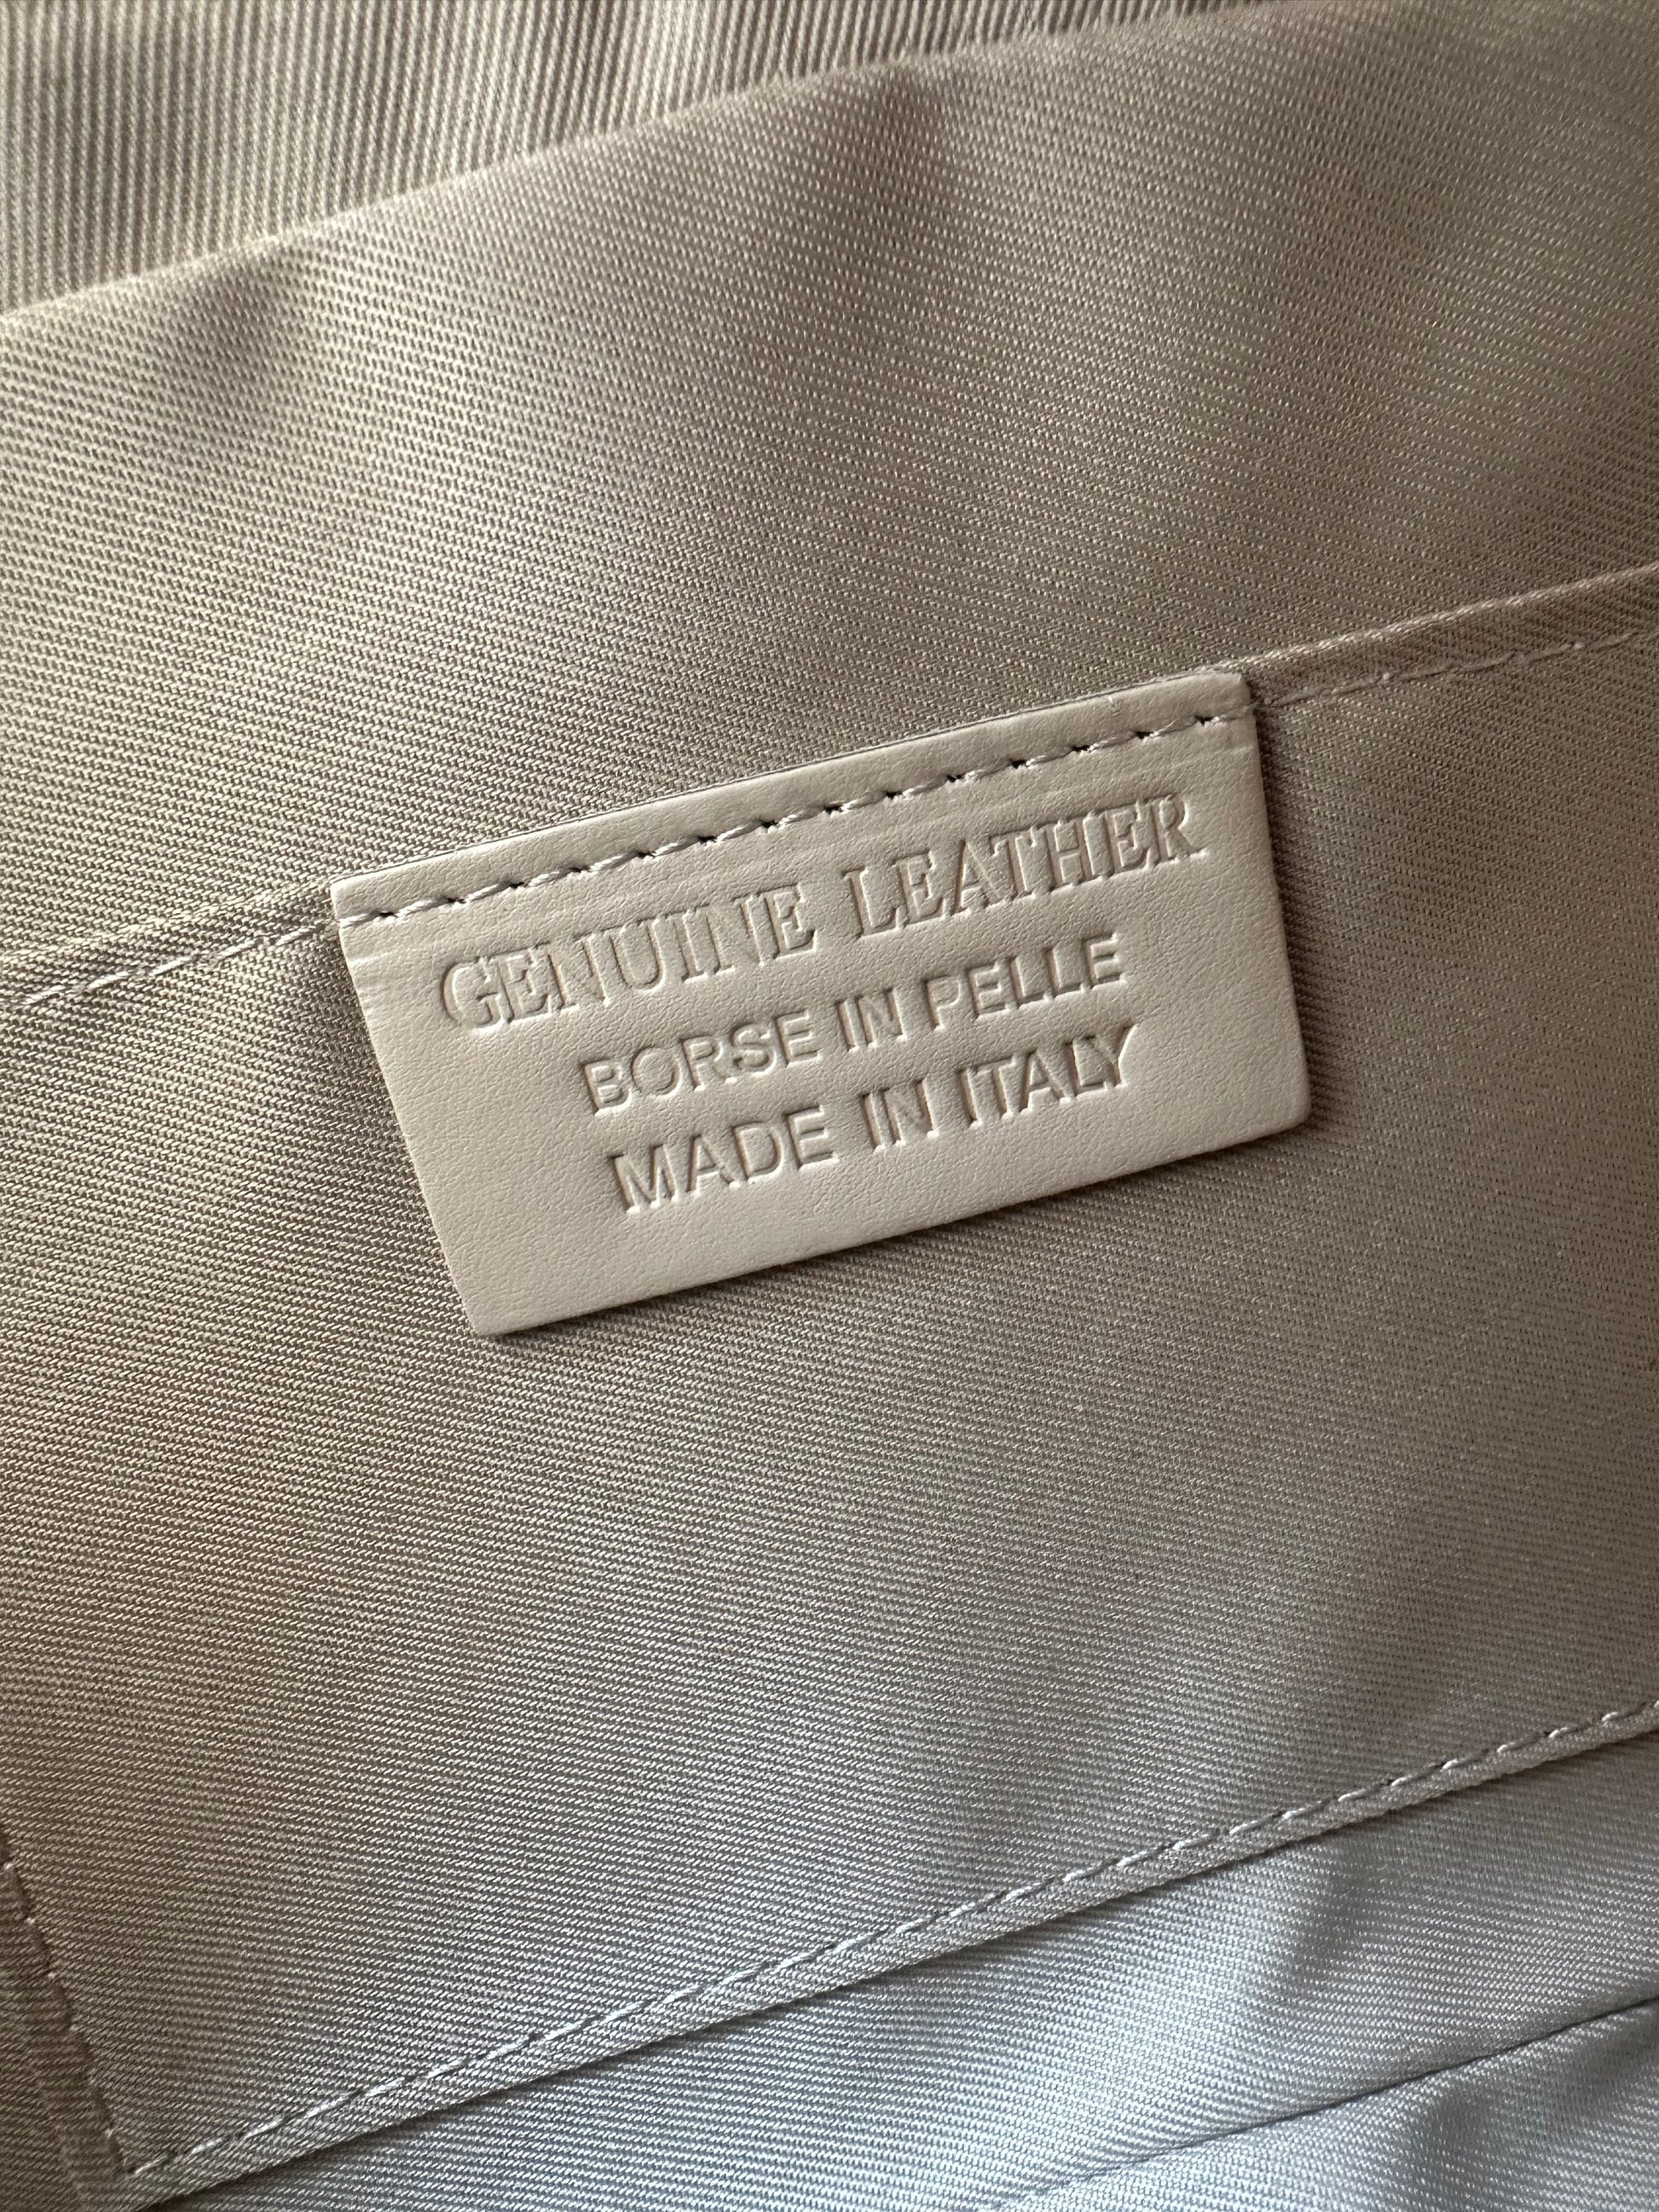 GENUINE LEATHER
BORSE IN PELLE
MADE IN ITALY